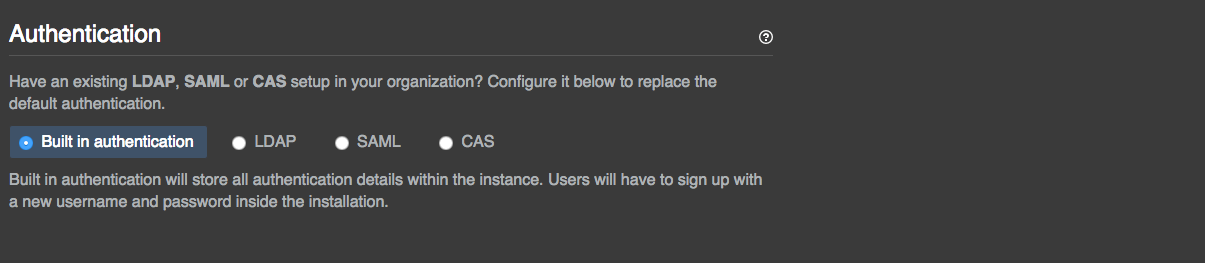 Authentication
Have an existing LDAP, SAML or CAS setup in your organization? Configure it below to replace the
default authentication.
Built in authentication LDAP SAML CAS
Built in authentication will store all authentication details within the instance. Users will have to sign up with
a new username and password inside the installation.